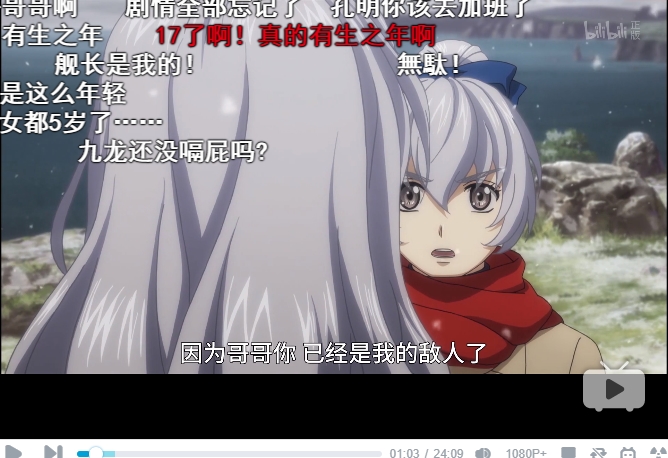 哥哥啊 剧情全部忘记了 孔明你该去加班了
bilibili 正版
有生之年 17了啊！真的有生之年啊
舰长是我的！ 無駄！
是这么年轻
女都5岁了……
九龙还没嗝屁吗?
因为哥哥你 已经是我的敌人了
01:03 / 24:09 1080P+